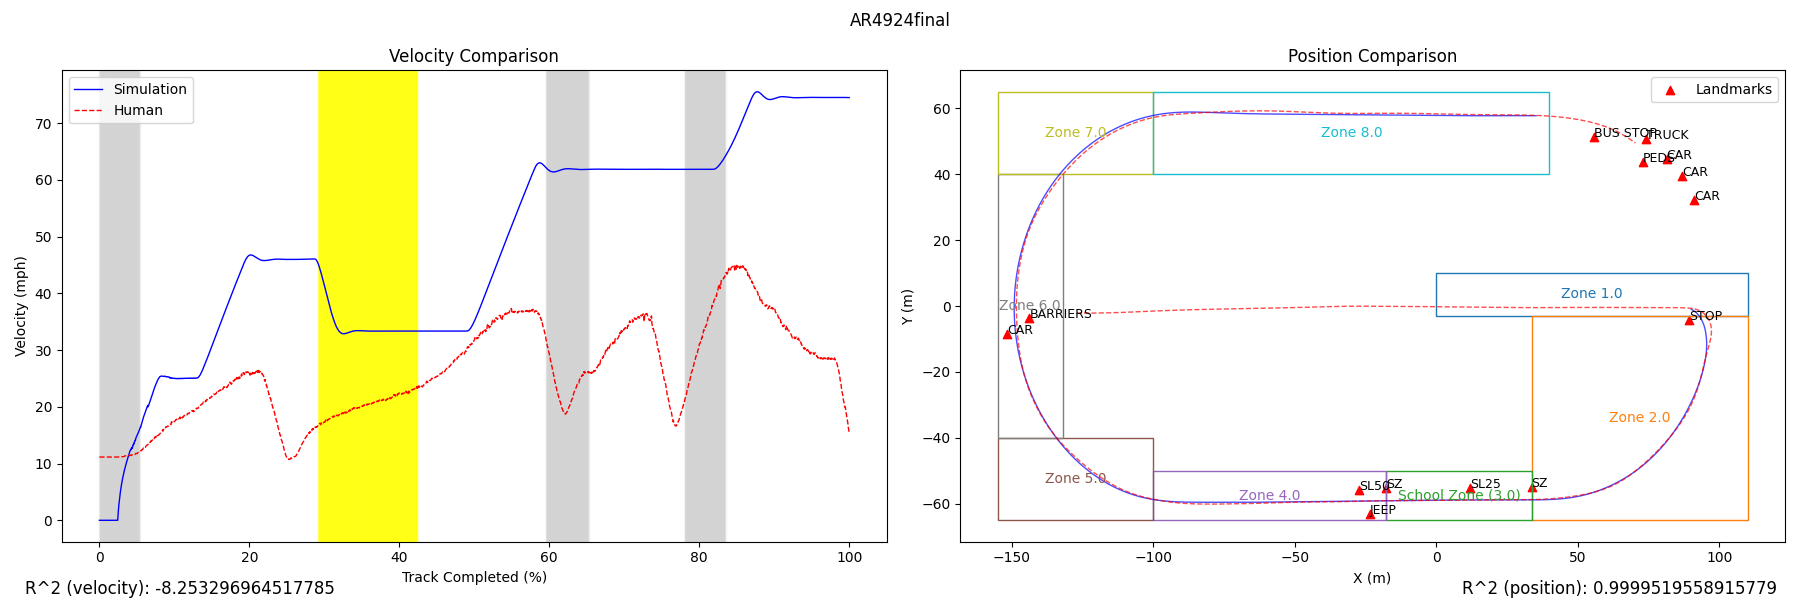 AR4924final
Velocity Comparison
Simulation
Human
Velocity (mph)
70
60
50
40
30
20
10
0
0
20
40
60
80
100
Track Completed (%)
R^2 (velocity): -8.253296964517785
Position Comparison
Landmarks
Y (m)
60
40
20
0
−20
−40
−60
Zone 7.0
Zone 8.0
BUS STOP
TRUCK
PEDS
CAR
CAR
CAR
Zone 1.0
Zone 6.0
BARRIERS
STOP
CAR
Zone 2.0
Zone 5.0
Zone 4.0
School Zone (3.0)
SL50
SZ
SL25
SZ
JEEP
−150
−100
−50
0
50
100
X (m)
R^2 (position): 0.9999519558915779